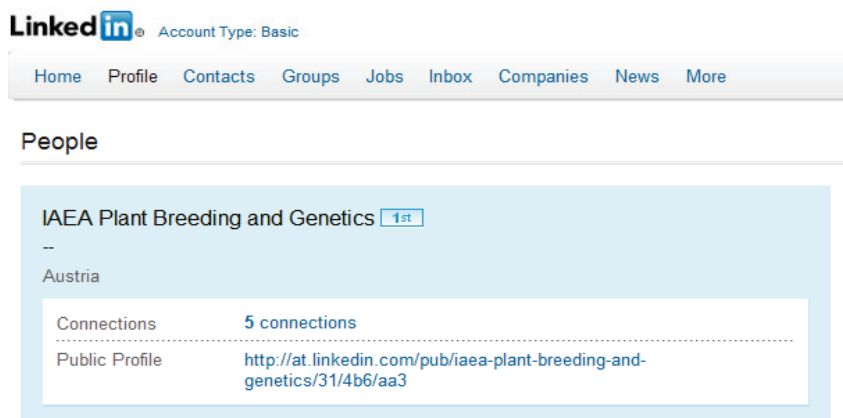 Linked in ® Account Type: Basic
Home Profile Contacts Groups Jobs Inbox Companies News More
People
IAEA Plant Breeding and Genetics 1st
--
Austria
Connections 5 connections
Public Profile http://at.linkedin.com/pub/iaea-plant-breeding-and-
genetics/31/4b6/aa3